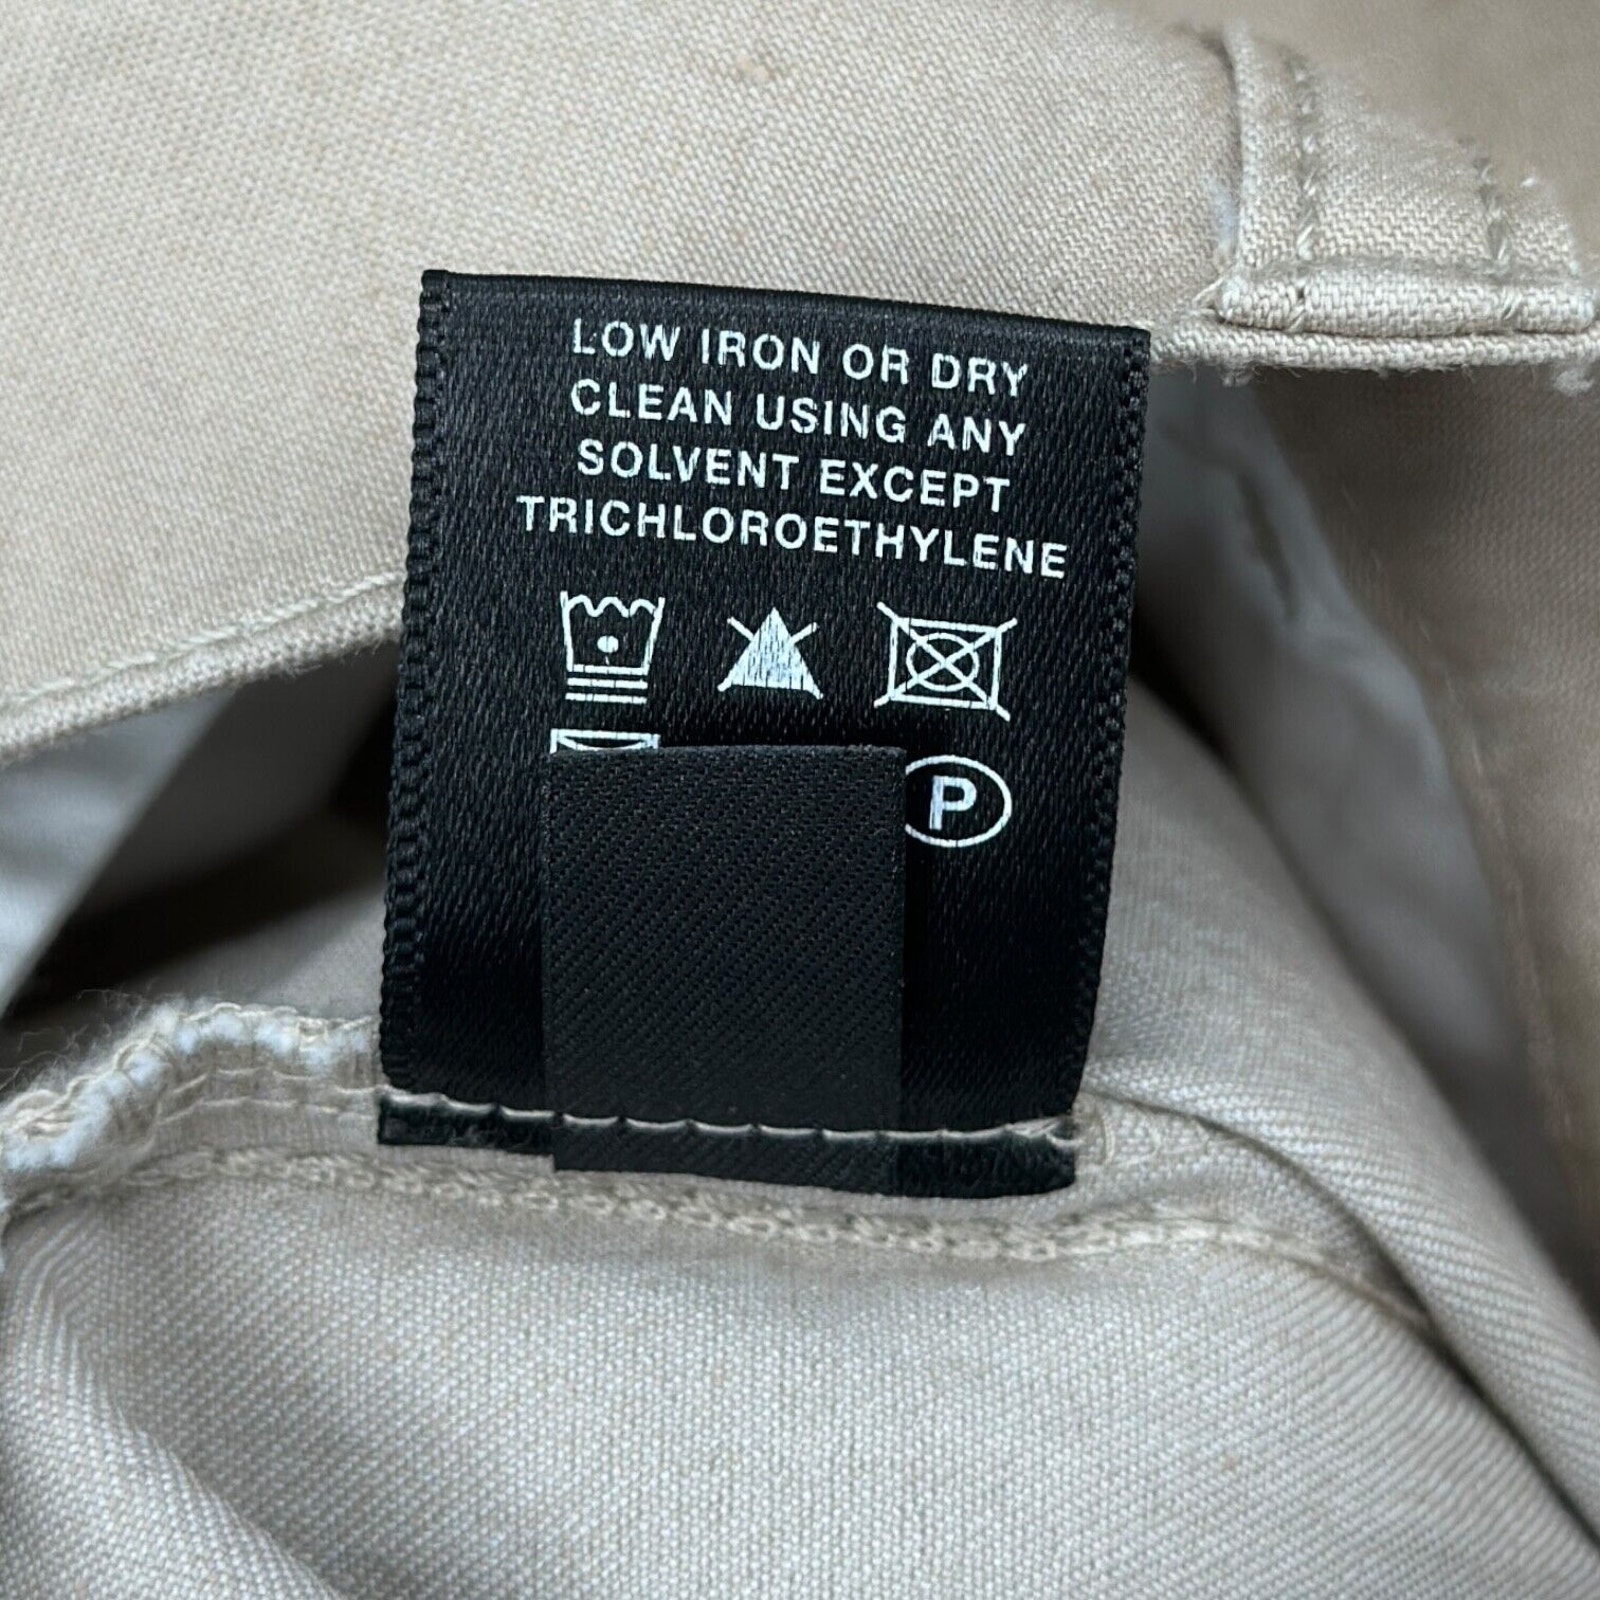 LOW IRON OR DRY
CLEAN USING ANY
SOLVENT EXCEPT
TRICHLOROETHYLENE
P